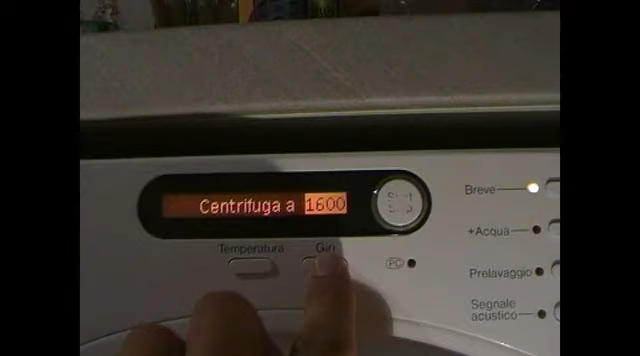 Centrifuga a 1600
Temperatura
Giri
PC
Breve
+Acqua
Prelavaggio
Segnale
acustico